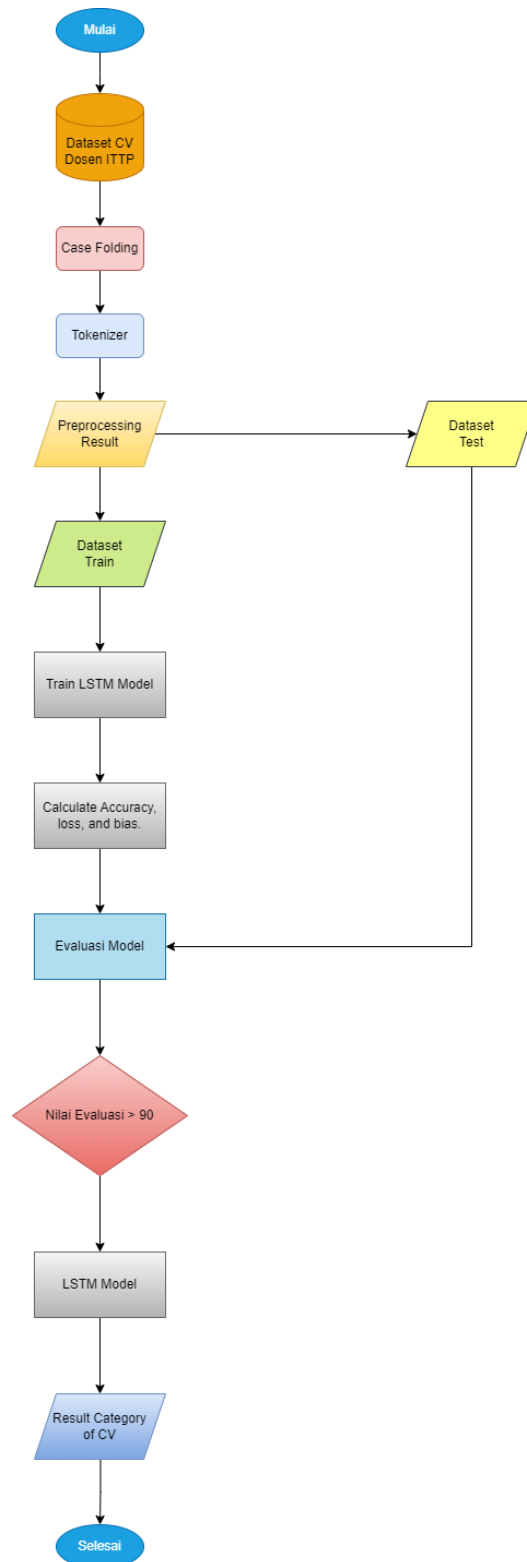 Mulai
Dataset CV
Dosen ITTP
Case Folding
Tokenizer
Preprocessing
Result
Dataset
Test
Dataset
Train
Train LSTM Model
Calculate Accuracy,
loss, and bias.
Evaluasi Model
Nilai Evaluasi > 90
LSTM Model
Result Category
of CV
Selesai